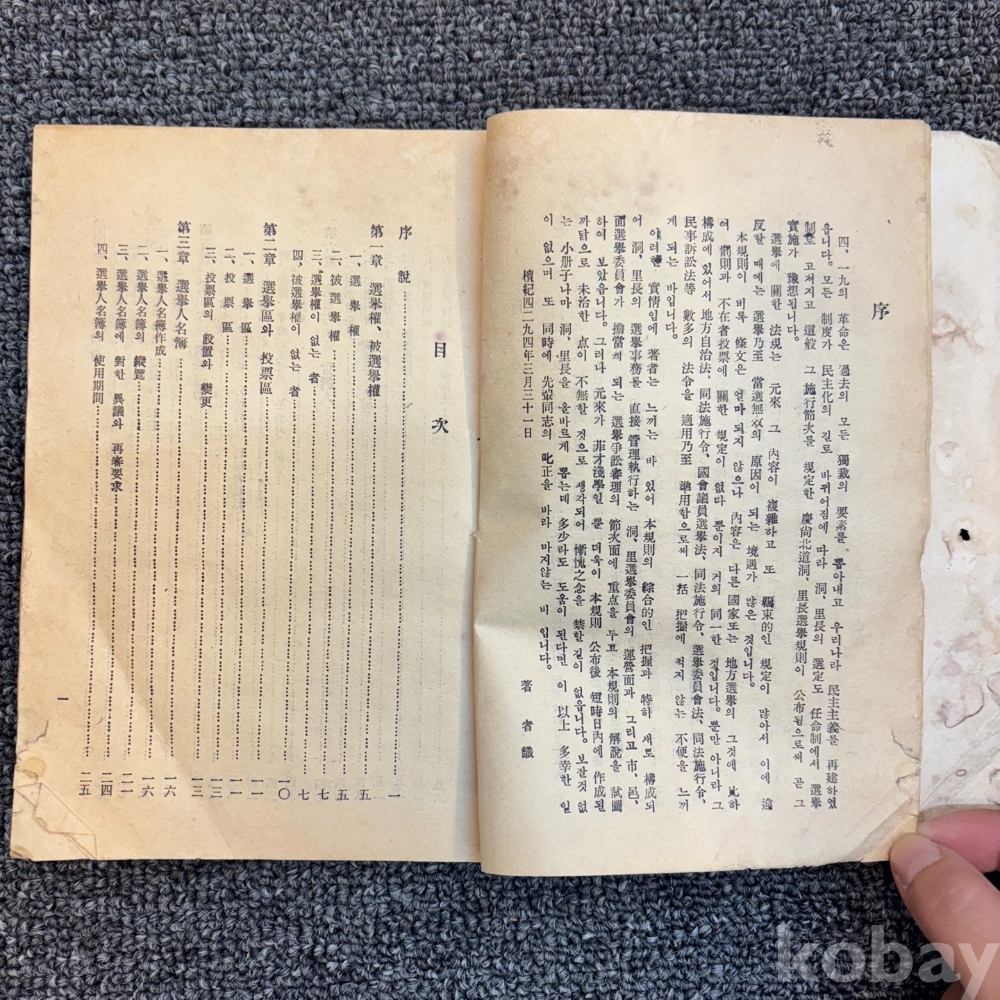 序
四、一九의 革命은 過去의 모든 獨裁의 要素를 뽑아내고 우리나라 民主主義를 再建하였
읍니다. 모든 制度가 民主化의 길로 바뀌어짐에 따라 洞、里長의 選定도 任命制에서 選擧
制로 고쳐지고 這般 그 施行節次를 規定한 慶尙北道洞、里長選擧規則이 公布됨으로써 곧 그
實施가 豫想됩니다.
選擧에 關한 法規는 元來 그 內容이 複雜하고 또 羈束的인 規定이 많아서 이에 違
反할 때에는 選擧乃至 當選無効의 原因이 되는 境遇가 많은 것입니다.
本規則이 비록 條文은 얼마 되지 않으나 內容은 다른 國家또는 地方選擧의 그것에 比하
여 罰則과 不在者投票에 關한 規定이 없다 뿐이지 거의 同一한 것입니다. 뿐만 아니라 그
構成에 있어서 地方自治法、同法施行令、國會議員選擧法、同法施行令、選擧委員會法、同法施行令、
民事訴訟法等 數多의 法令을 適用乃至 準用함으로써 一括 把握에 적지 않는 不便을 느끼
게 되는 바입니다.
이러한 實情임에 著者는 느끼는 바 있어 本規則의 綜合的인 把握과 特히 새로 構成되
어 洞、里長의 選擧事務를 直接 管理執行하는 洞、里選擧委員會의 運營面과 그리고 市、邑、
面選擧委員會가 擔當케 되는 選擧爭訟審理의 節次面에 重点을 두고 本規則의 解說을 試圖
하여 보았읍니다. 그러나 元來가 菲才淺學일 뿐 더욱이 本規則 公布後 短時日內에 作成된
까닭으로 未洽한 点이 不無할 것으로 생각되어 慚愧之念을 禁할 길이 없읍니다. 보잘것 없
는 小册子나마 洞、里長을 올바르게 뽑는데 多少라도 도움이 된다면 이 以上 多幸한 일
이 없으며 또 同時에 先輩同志의 叱正을 바라 마지않는 바 입니다.
檀紀四二九四年三月三十一日
著者識
目次
序說…………一
第一章 選擧權、被選擧權…………五
一、選擧權…………五
二、被選擧權…………七
三、選擧權이 없는 者…………七
四、被選擧權이 없는 者…………一〇
第二章 選擧區와 投票區…………一一
一、選擧區…………一一
二、投票區…………一一
三、投票區의 設置와 變更…………一三
第三章 選擧人名簿…………一六
一、選擧人名簿作成…………一六
二、選擧人名簿의 縱覽…………二一
三、選擧人名簿에 對한 異議와 再審要求…………二四
四、選擧人名簿의 使用期間…………二五
一
kobay